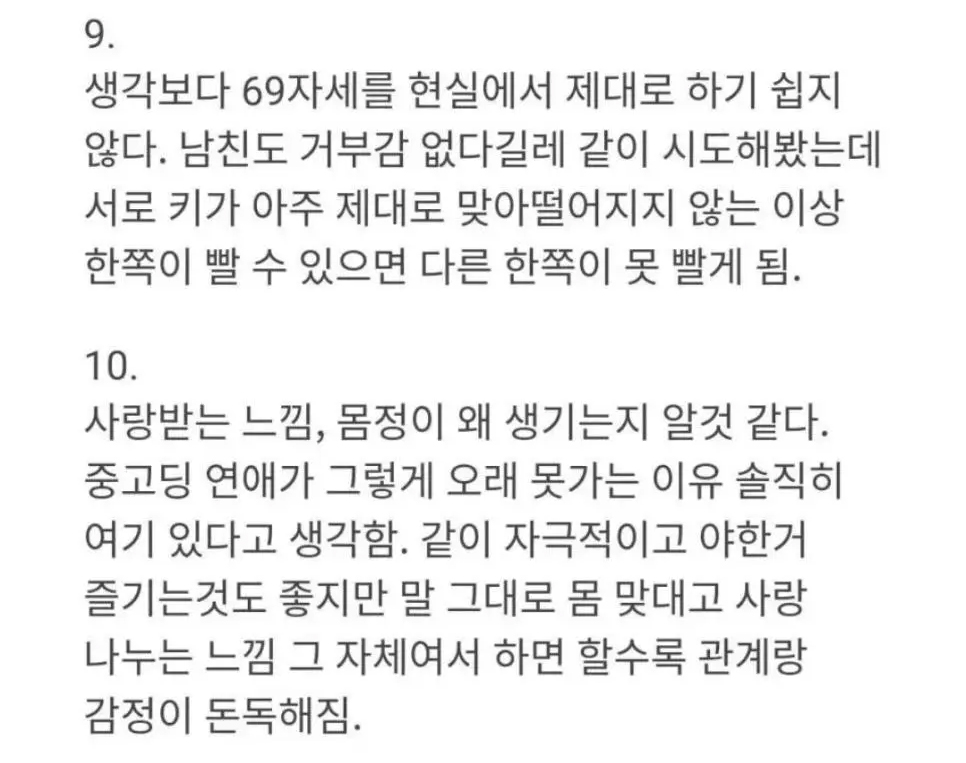 9.
생각보다 69자세를 현실에서 제대로 하기 쉽지
않다. 남친도 거부감 없다길레 같이 시도해봤는데
서로 키가 아주 제대로 맞아떨어지지 않는 이상
한쪽이 빨 수 있으면 다른 한쪽이 못 빨게 됨.
10.
사랑받는 느낌, 몸정이 왜 생기는지 알것 같다.
중고딩 연애가 그렇게 오래 못가는 이유 솔직히
여기 있다고 생각함. 같이 자극적이고 야한거
즐기는것도 좋지만 말 그대로 몸 맞대고 사랑
나누는 느낌 그 자체여서 하면 할수록 관계랑
감정이 돈독해짐.